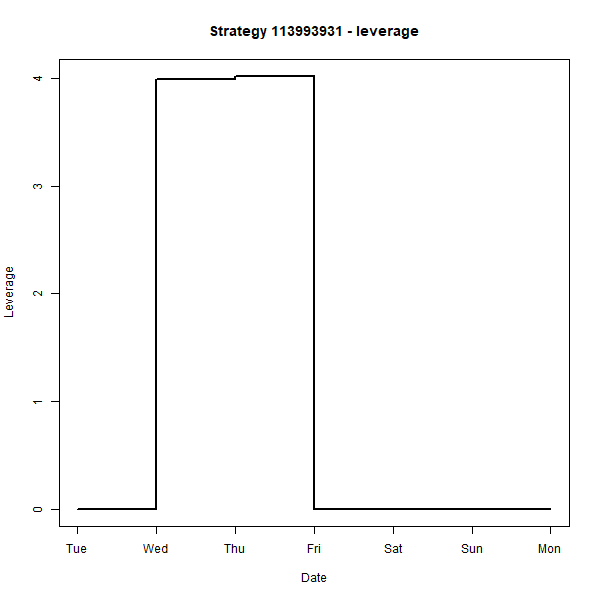 Strategy 113993931 - leverage
4
3
2
1
0
Leverage
Tue Wed Thu Fri Sat Sun Mon
Date